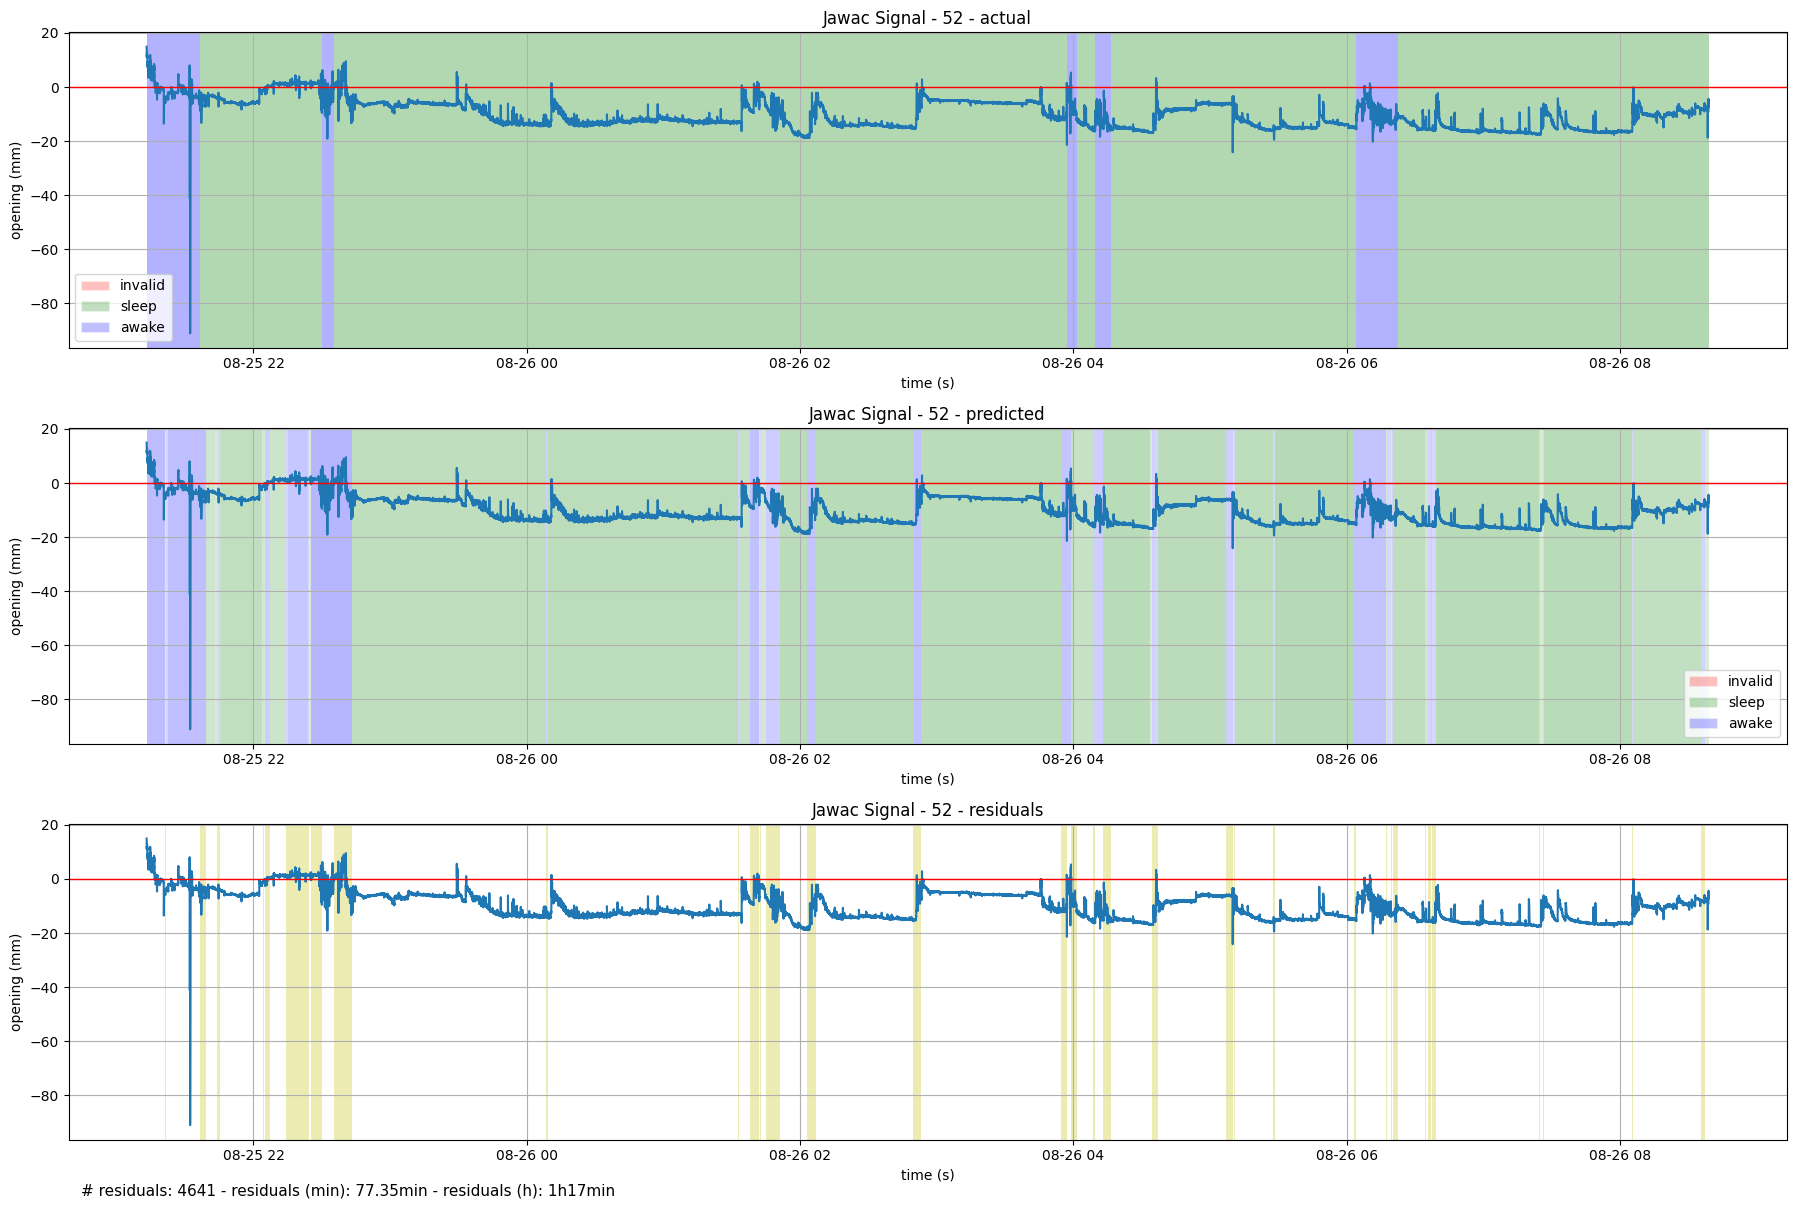 Jawac Signal - 52 - actual
20
0
−20
−40
−60
−80
opening (mm)
invalid
sleep
awake
08-25 22
08-26 00
08-26 02
08-26 04
08-26 06
08-26 08
time (s)
Jawac Signal - 52 - predicted
20
0
−20
−40
−60
−80
opening (mm)
invalid
sleep
awake
08-25 22
08-26 00
08-26 02
08-26 04
08-26 06
08-26 08
time (s)
Jawac Signal - 52 - residuals
20
0
−20
−40
−60
−80
opening (mm)
08-25 22
08-26 00
08-26 02
08-26 04
08-26 06
08-26 08
time (s)
# residuals: 4641 - residuals (min): 77.35min - residuals (h): 1h17min